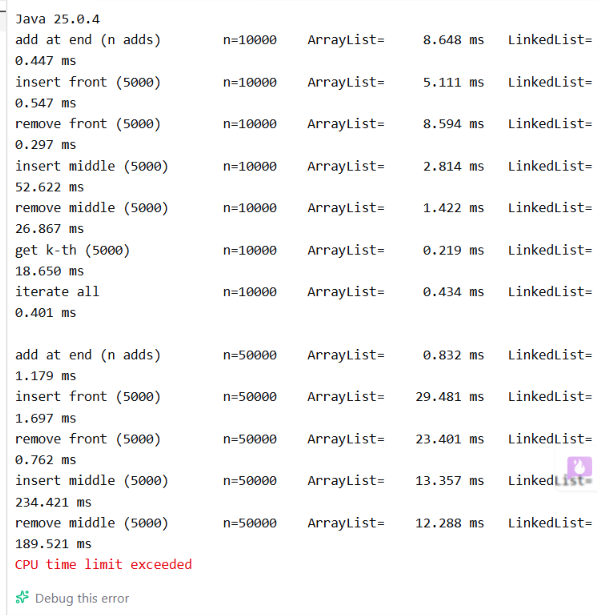 Java 25.0.4
add at end (n adds) n=10000 ArrayList= 8.648 ms LinkedList=
0.447 ms
insert front (5000) n=10000 ArrayList= 5.111 ms LinkedList=
0.547 ms
remove front (5000) n=10000 ArrayList= 8.594 ms LinkedList=
0.297 ms
insert middle (5000) n=10000 ArrayList= 2.814 ms LinkedList=
52.622 ms
remove middle (5000) n=10000 ArrayList= 1.422 ms LinkedList=
26.867 ms
get k-th (5000) n=10000 ArrayList= 0.219 ms LinkedList=
18.650 ms
iterate all n=10000 ArrayList= 0.434 ms LinkedList=
0.401 ms
add at end (n adds) n=50000 ArrayList= 0.832 ms LinkedList=
1.179 ms
insert front (5000) n=50000 ArrayList= 29.481 ms LinkedList=
1.697 ms
remove front (5000) n=50000 ArrayList= 23.401 ms LinkedList=
0.762 ms
insert middle (5000) n=50000 ArrayList= 13.357 ms LinkedList=
234.421 ms
remove middle (5000) n=50000 ArrayList= 12.288 ms LinkedList=
189.521 ms
CPU time limit exceeded
Debug this error